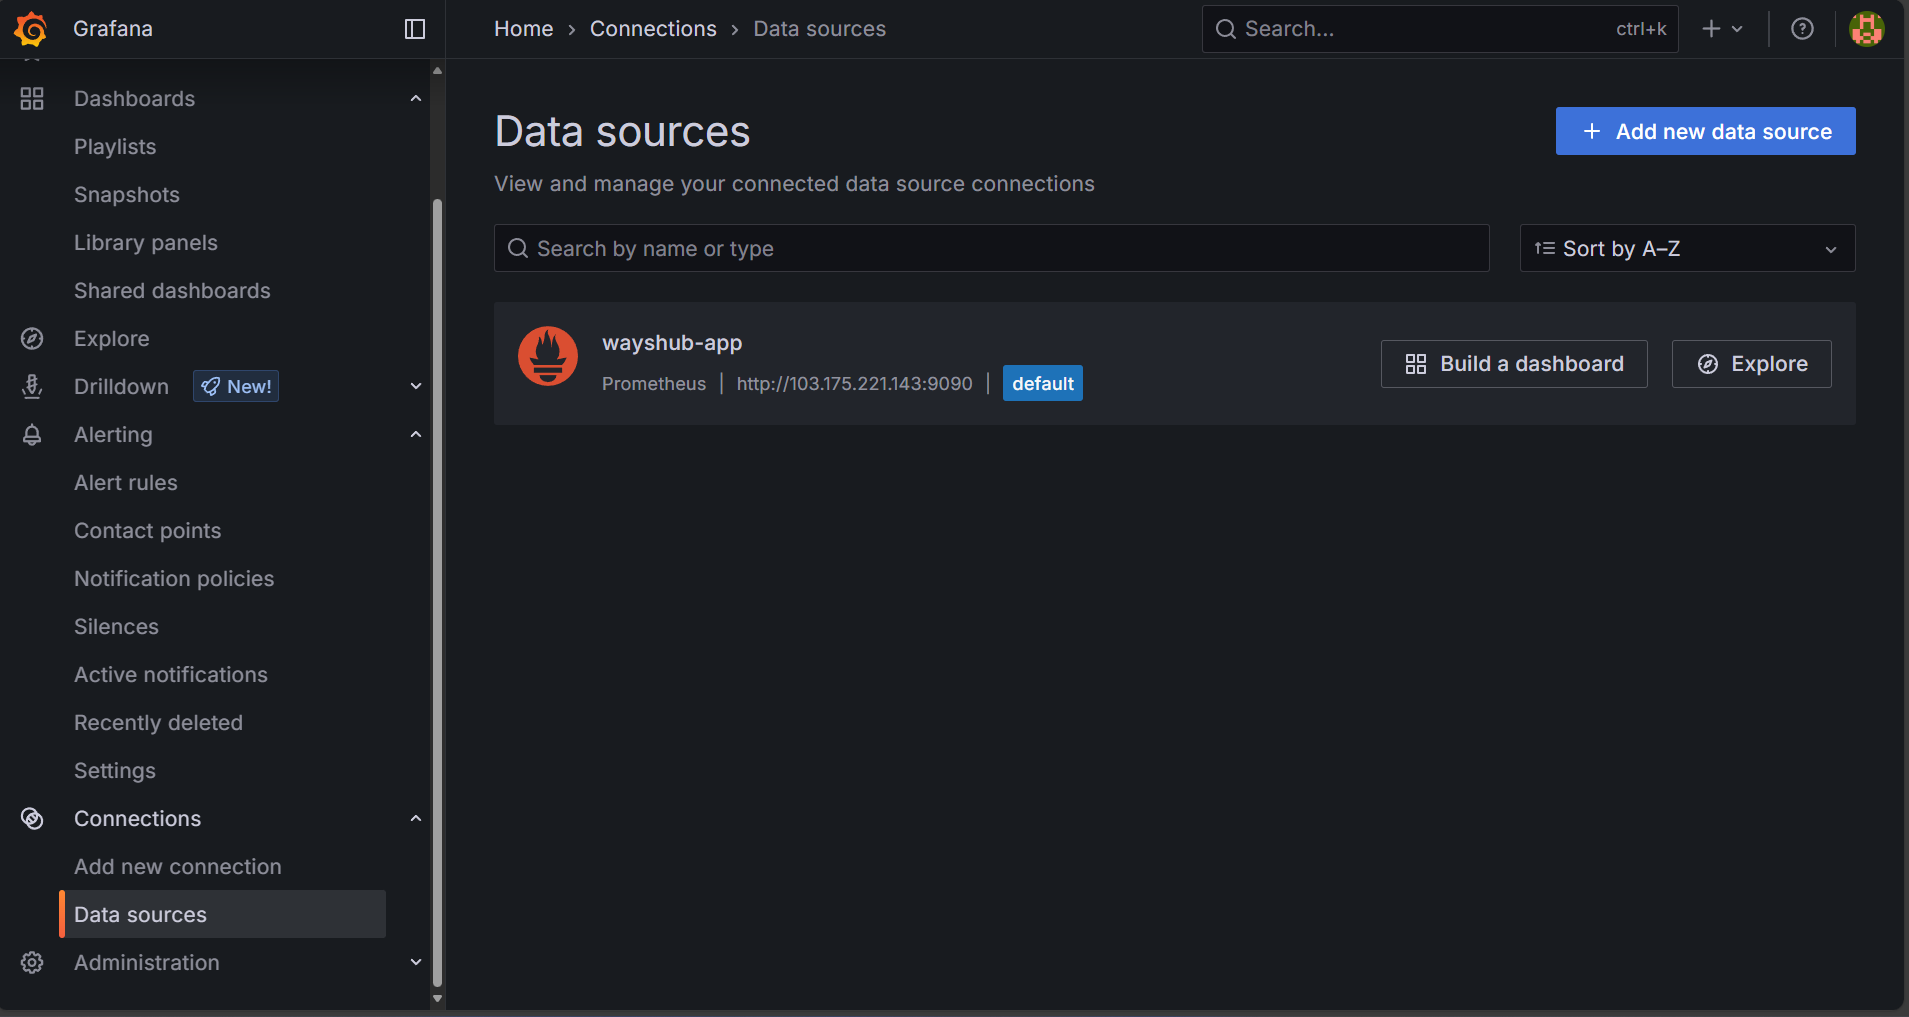 Grafana
Home › Connections › Data sources
Search...
ctrl+k
Dashboards
Playlists
Snapshots
Library panels
Shared dashboards
Explore
Drilldown
New!
Alerting
Alert rules
Contact points
Notification policies
Silences
Active notifications
Recently deleted
Settings
Connections
Add new connection
Data sources
Administration
Data sources
Add new data source
View and manage your connected data source connections
Search by name or type
Sort by A–Z
wayshub-app
Prometheus | http://103.175.221.143:9090 | default
Build a dashboard
Explore